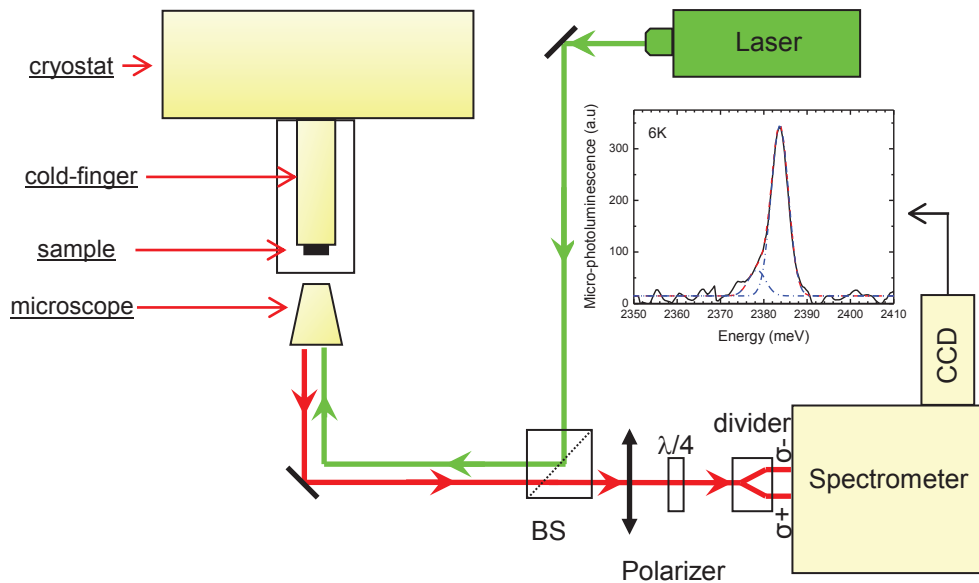 cryostat
cold-finger
sample
microscope
Laser
6K
Micro-photoluminescence (a.u)
300
200
100
0
2350 2360 2370 2380 2390 2400 2410
Energy (meV)
CCD
divider
λ/4
σ-
σ+
Spectrometer
BS
Polarizer